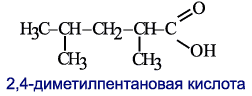 O
H₃C-CH-CH₂-CH-C
OH
CH₃ CH₃
2,4-диметилпентановая кислота